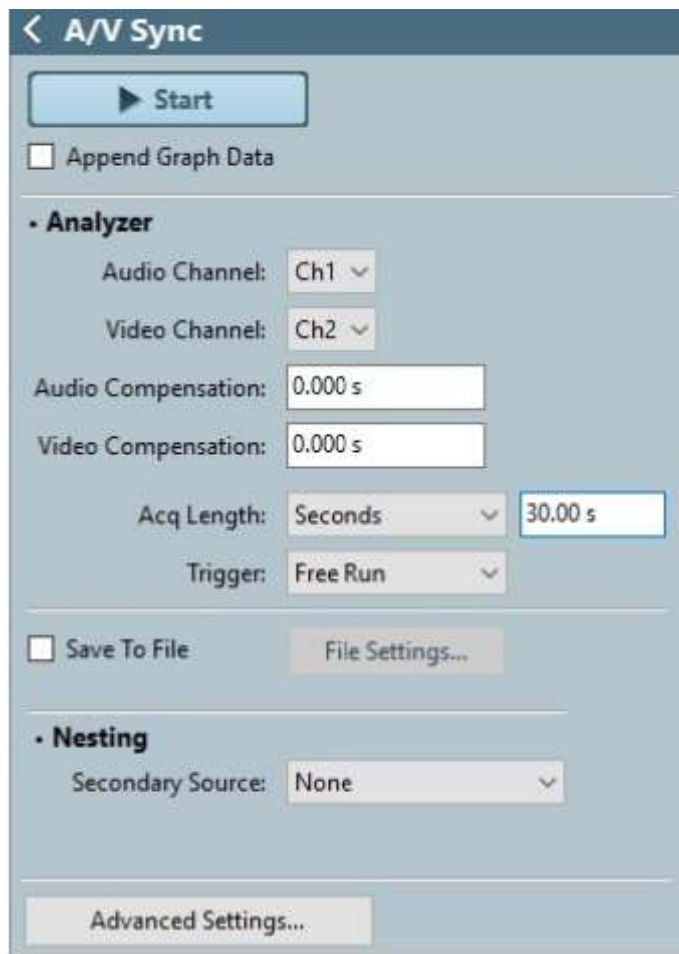 A/V Sync
Start
Append Graph Data
Analyzer
Audio Channel: Ch1
Video Channel: Ch2
Audio Compensation: 0.000 s
Video Compensation: 0.000 s
Acq Length: Seconds 30.00 s
Trigger: Free Run
Save To File File Settings...
Nesting
Secondary Source: None
Advanced Settings...